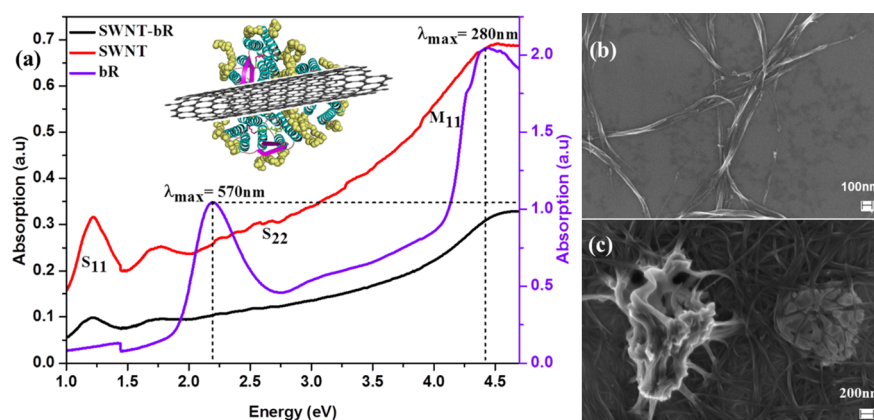 (a)
SWNT-bR
SWNT
bR
λmax= 280nm
λmax= 570nm
S11
S22
M11
0.7
0.6
0.5
0.4
0.3
0.2
0.1
0.0
Absorption (a.u)
2.0
1.5
1.0
0.5
0.0
Absorption (a.u)
1.0 1.5 2.0 2.5 3.0 3.5 4.0 4.5
Energy (eV)
(b)
100nm
(c)
200nm